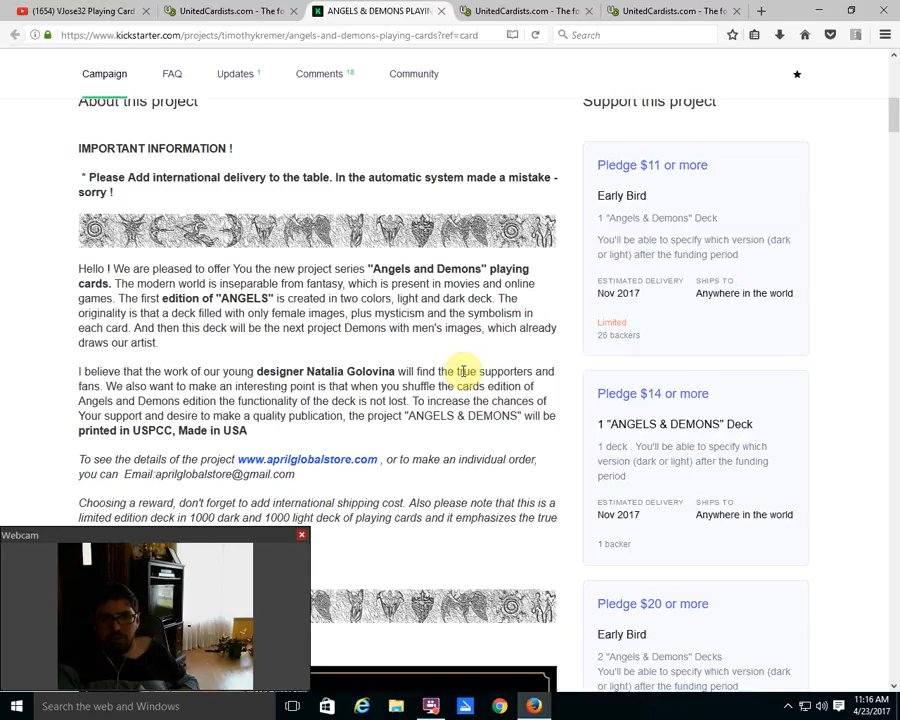 (1654) VJose32 Playing Card
UnitedCardists.com - The fo
ANGELS & DEMONS PLAYIN
UnitedCardists.com - The f
UnitedCardists.com - The fo
https://www.kickstarter.com/projects/timothykremer/angels-and-demons-playing-cards?ref=card
Search
Campaign
FAQ
Updates 1
Comments 18
Community
About this project
IMPORTANT INFORMATION !
* Please Add international delivery to the table. In the automatic system made a mistake -
sorry !
Hello ! We are pleased to offer You the new project series "Angels and Demons" playing
cards. The modern world is inseparable from fantasy, which is present in movies and online
games. The first edition of "ANGELS" is created in two colors, light and dark deck. The
originality is that a deck filled with only female images, plus mysticism and the symbolism in
each card. And then this deck will be the next project Demons with men's images, which already
draws our artist.
I believe that the work of our young designer Natalia Golovina will find the true supporters and
fans. We also want to make an interesting point is that when you shuffle the cards edition of
Angels and Demons edition the functionality of the deck is not lost. To increase the chances of
Your support and desire to make a quality publication, the project "ANGELS & DEMONS" will be
printed in USPCC, Made in USA
To see the details of the project www.aprilglobalstore.com , or to make an individual order,
you can Email:aprilglobalstore@gmail.com
Choosing a reward, don't forget to add international shipping cost. Also please note that this is a
limited edition deck in 1000 dark and 1000 light deck of playing cards and it emphasizes the true
Support this project
Pledge $11 or more
Early Bird
1 "Angels & Demons" Deck
You'll be able to specify which version (dark
or light) after the funding period
ESTIMATED DELIVERY
Nov 2017
SHIPS TO
Anywhere in the world
Limited
26 backers
Pledge $14 or more
1 "ANGELS & DEMONS" Deck
1 deck . You'll be able to specify which
version (dark or light) after the funding
period
ESTIMATED DELIVERY
Nov 2017
SHIPS TO
Anywhere in the world
1 backer
Pledge $20 or more
Early Bird
2 "Angels & Demons" Decks
You'll be able to specify which version (dark
or light) after the funding period
Webcam
Search the web and Windows
11:16 AM
4/23/2017